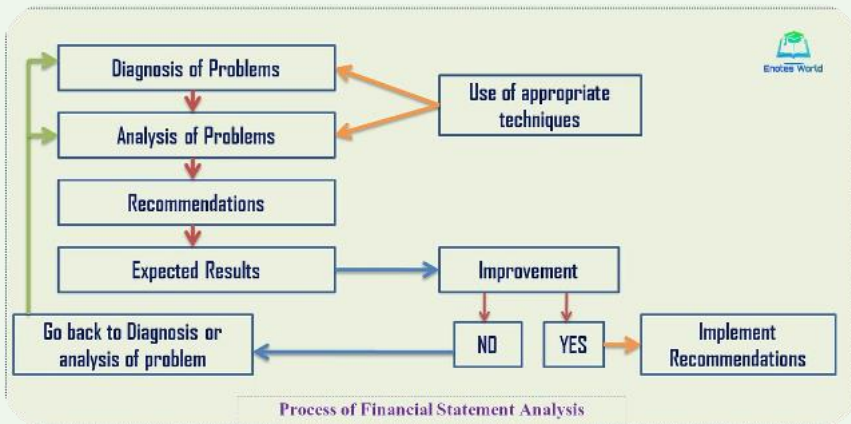 Diagnosis of Problems
Enotes World
Use of appropriate
techniques
Analysis of Problems
Recommendations
Expected Results
Improvement
Go back to Diagnosis or
analysis of problem
NO
YES
Implement
Recommendations
Process of Financial Statement Analysis